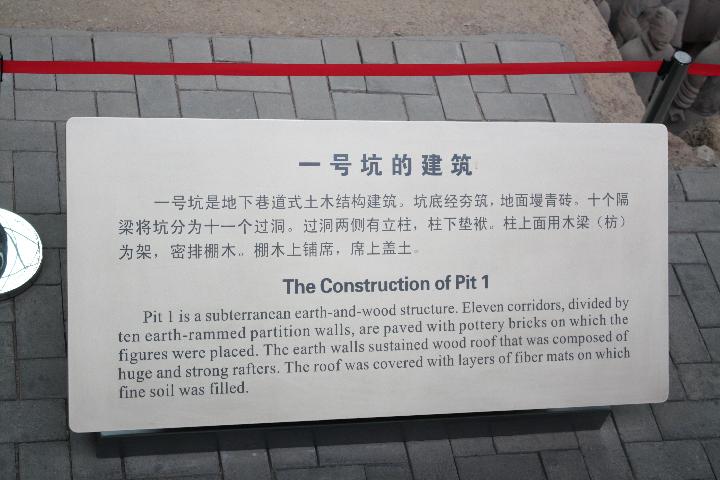 一号坑的建筑
一号坑是地下巷道式土木结构建筑。坑底经夯筑，地面墁青砖。十个隔
梁将坑分为十一个过洞。过洞两侧有立柱，柱下垫栿。柱上面用木梁（枋）
为架，密排棚木。棚木上铺席，席上盖土。
The Construction of Pit 1
Pit 1 is a subterranean earth-and-wood structure. Eleven corridors, divided by
ten earth-rammed partition walls, are paved with pottery bricks on which the
figures were placed. The earth walls sustained wood roof that was composed of
huge and strong rafters. The roof was covered with layers of fiber mats on which
fine soil was filled.